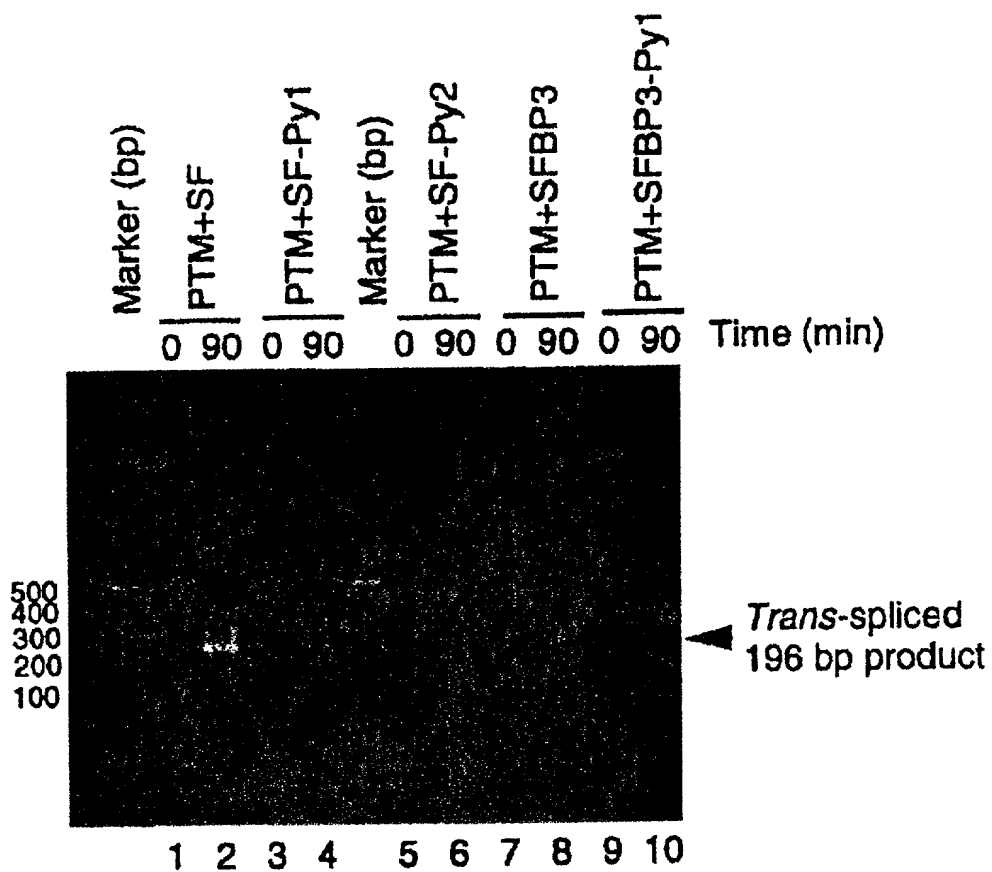 Marker (bp)
PTM+SF
PTM+SF-Py1
Marker (bp)
PTM+SF-Py2
PTM+SFBP3
PTM+SFBP3-Py1
0 90 0 90 0 90 0 90 0 90 Time (min)
500
400
300
200
100
Trans-spliced
196 bp product
1 2 3 4 5 6 7 8 9 10